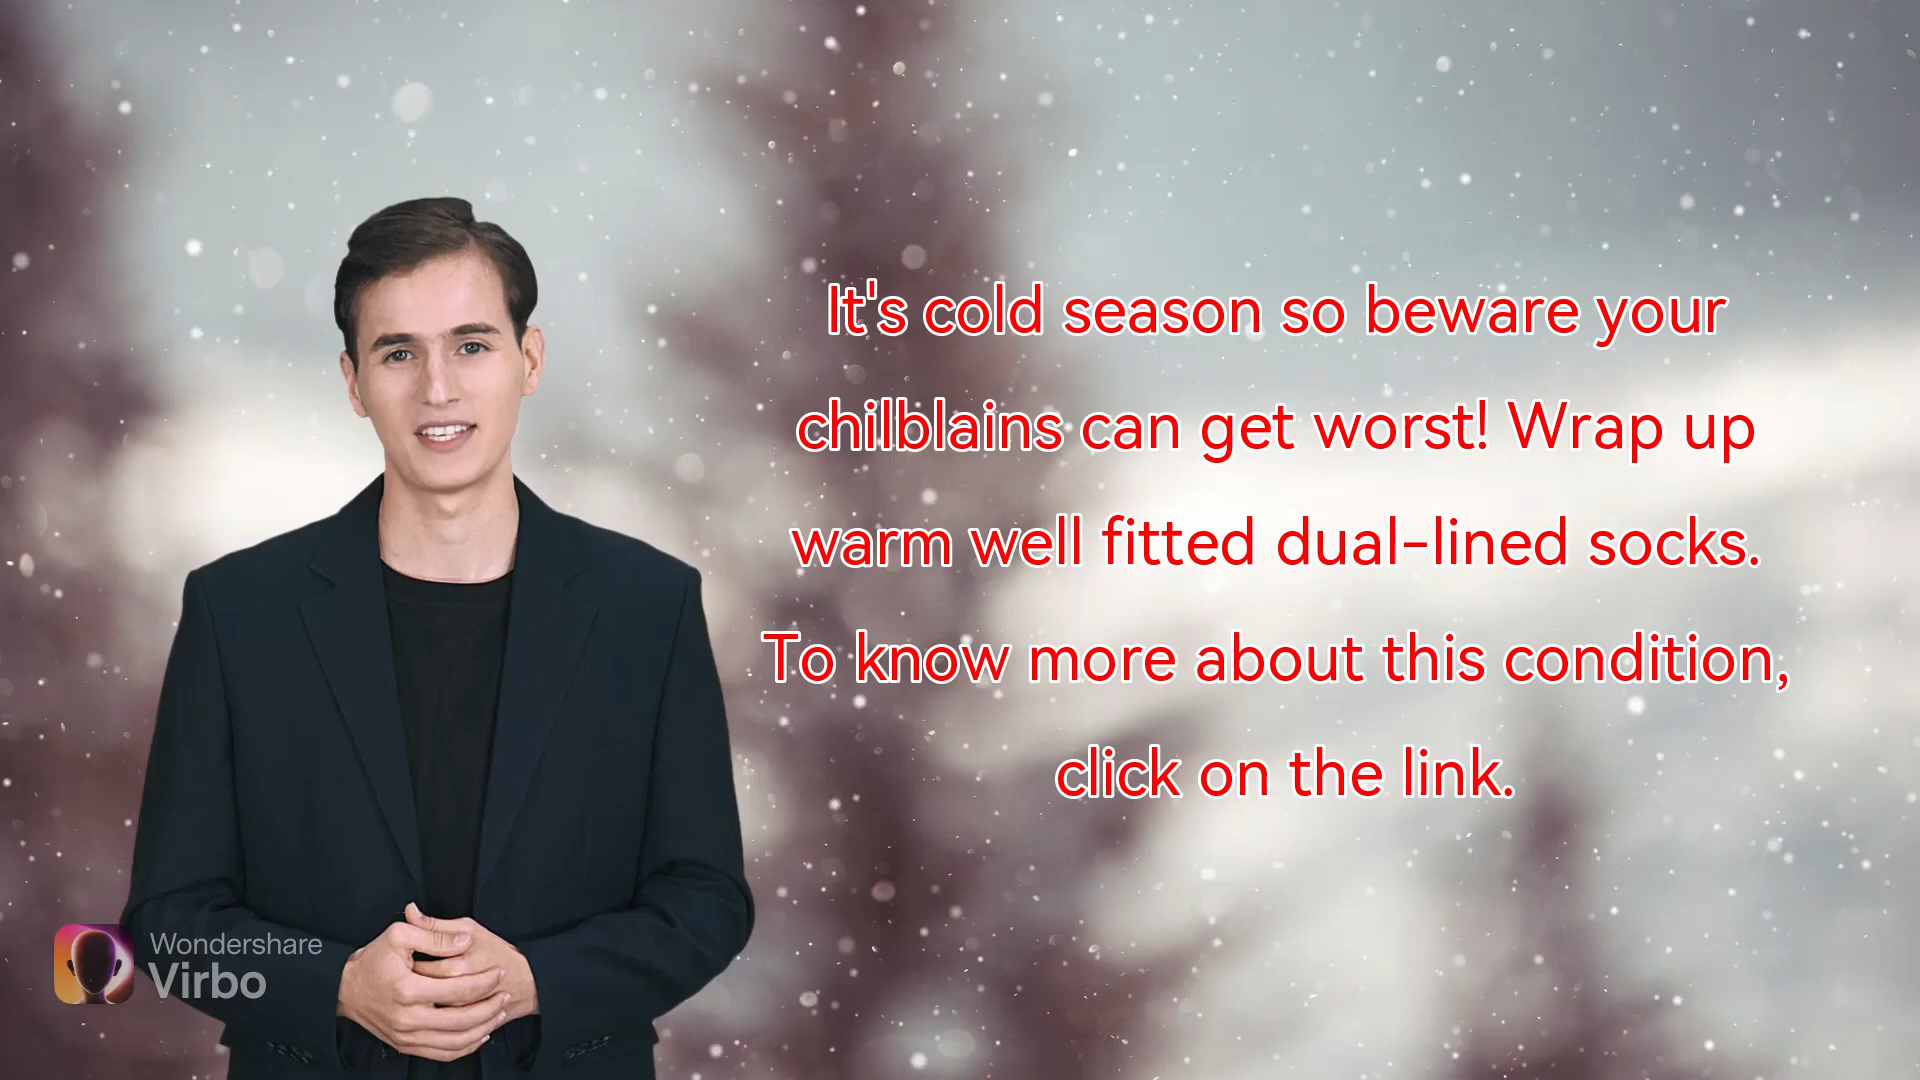 It's cold season so beware your
chilblains can get worst! Wrap up
warm well fitted dual-lined socks.
To know more about this condition,
click on the link.
Wondershare
Virbo